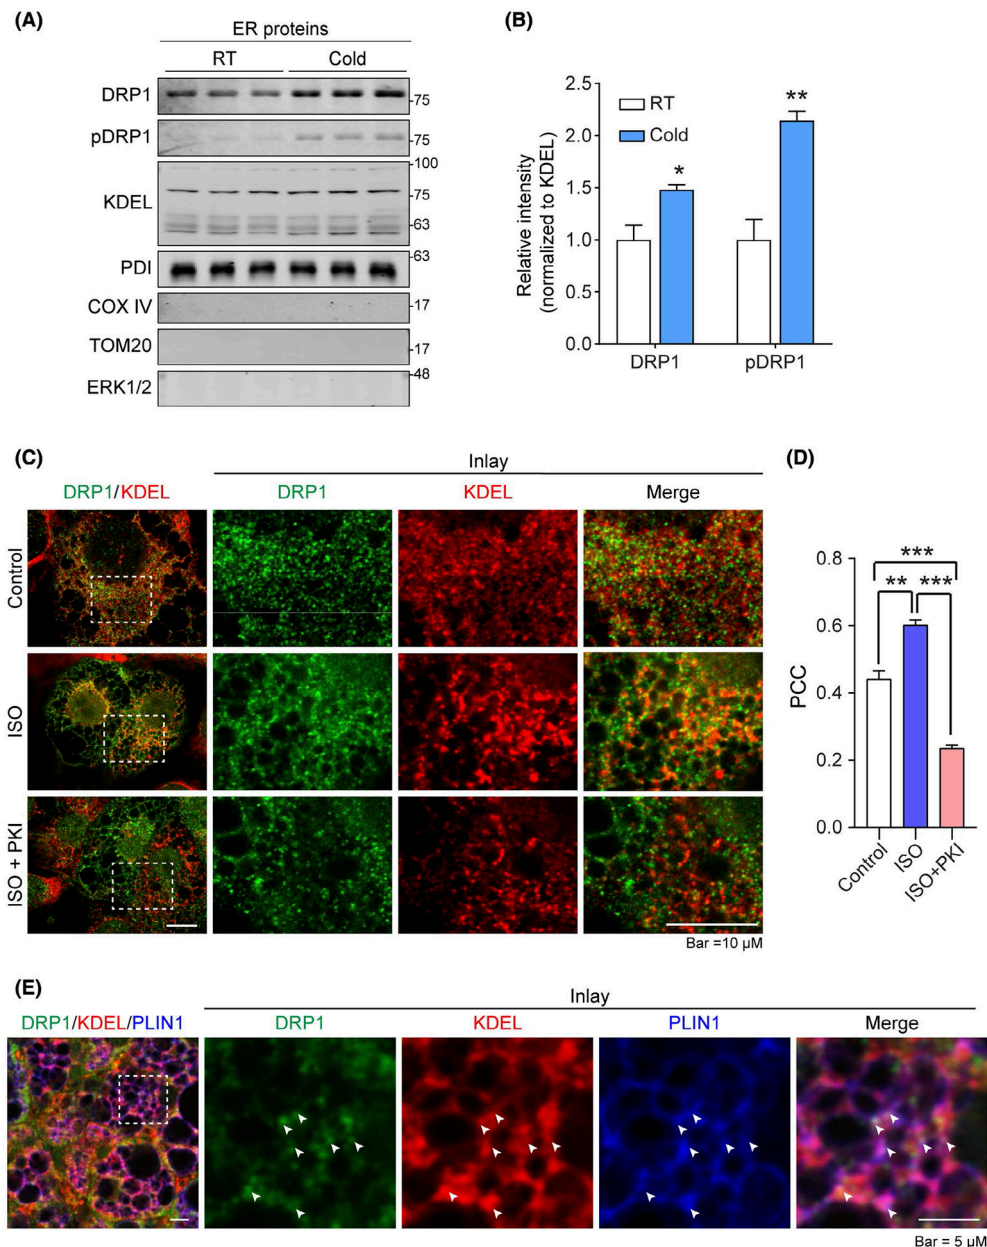 (A)
ER proteins
RT Cold
DRP1
-75
pDRP1
-75
KDEL
-100
-75
-63
PDI
-63
COX IV
-17
TOM20
-17
ERK1/2
-48
(B)
Relative intensity
(normalized to KDEL)
2.5
2.0
1.5
1.0
0.5
0.0
RT
Cold
*
**
DRP1 pDRP1
(C)
Inlay
DRP1/KDEL DRP1 KDEL Merge
Control
ISO
ISO + PKI
Bar =10 µM
(D)
PCC
0.8
0.6
0.4
0.2
0.0
***
** ***
Control ISO ISO+PKI
(E)
Inlay
DRP1/KDEL/PLIN1 DRP1 KDEL PLIN1 Merge
Bar = 5 µM